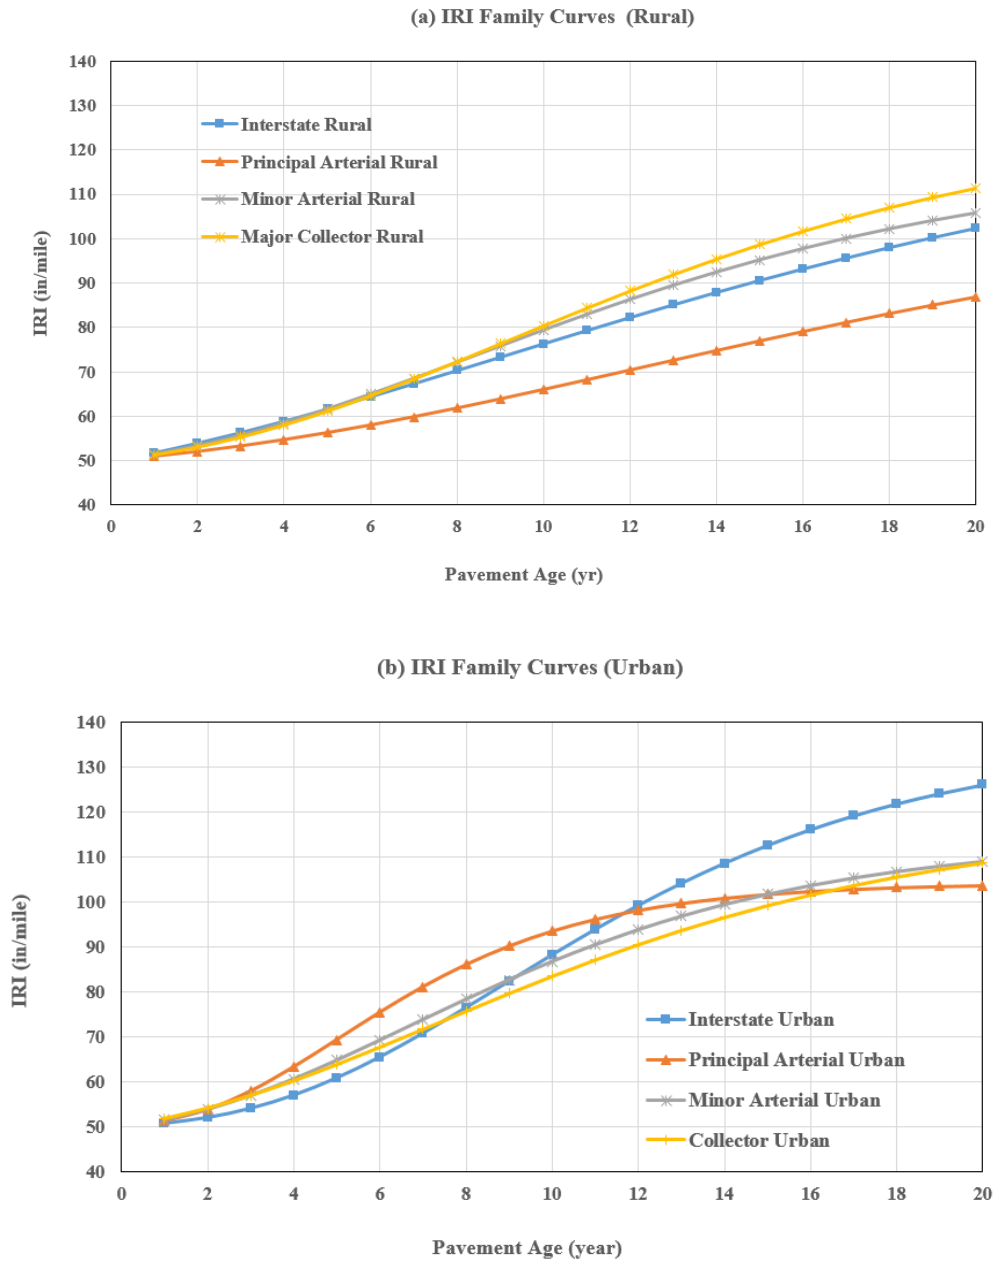 (a) IRI Family Curves (Rural)
140
130
120
110
100
90
80
70
60
50
40
IRI (in/mile)
Interstate Rural
Principal Arterial Rural
Minor Arterial Rural
Major Collector Rural
0 2 4 6 8 10 12 14 16 18 20
Pavement Age (yr)
(b) IRI Family Curves (Urban)
140
130
120
110
100
90
80
70
60
50
40
IRI (in/mile)
Interstate Urban
Principal Arterial Urban
Minor Arterial Urban
Collector Urban
0 2 4 6 8 10 12 14 16 18 20
Pavement Age (year)